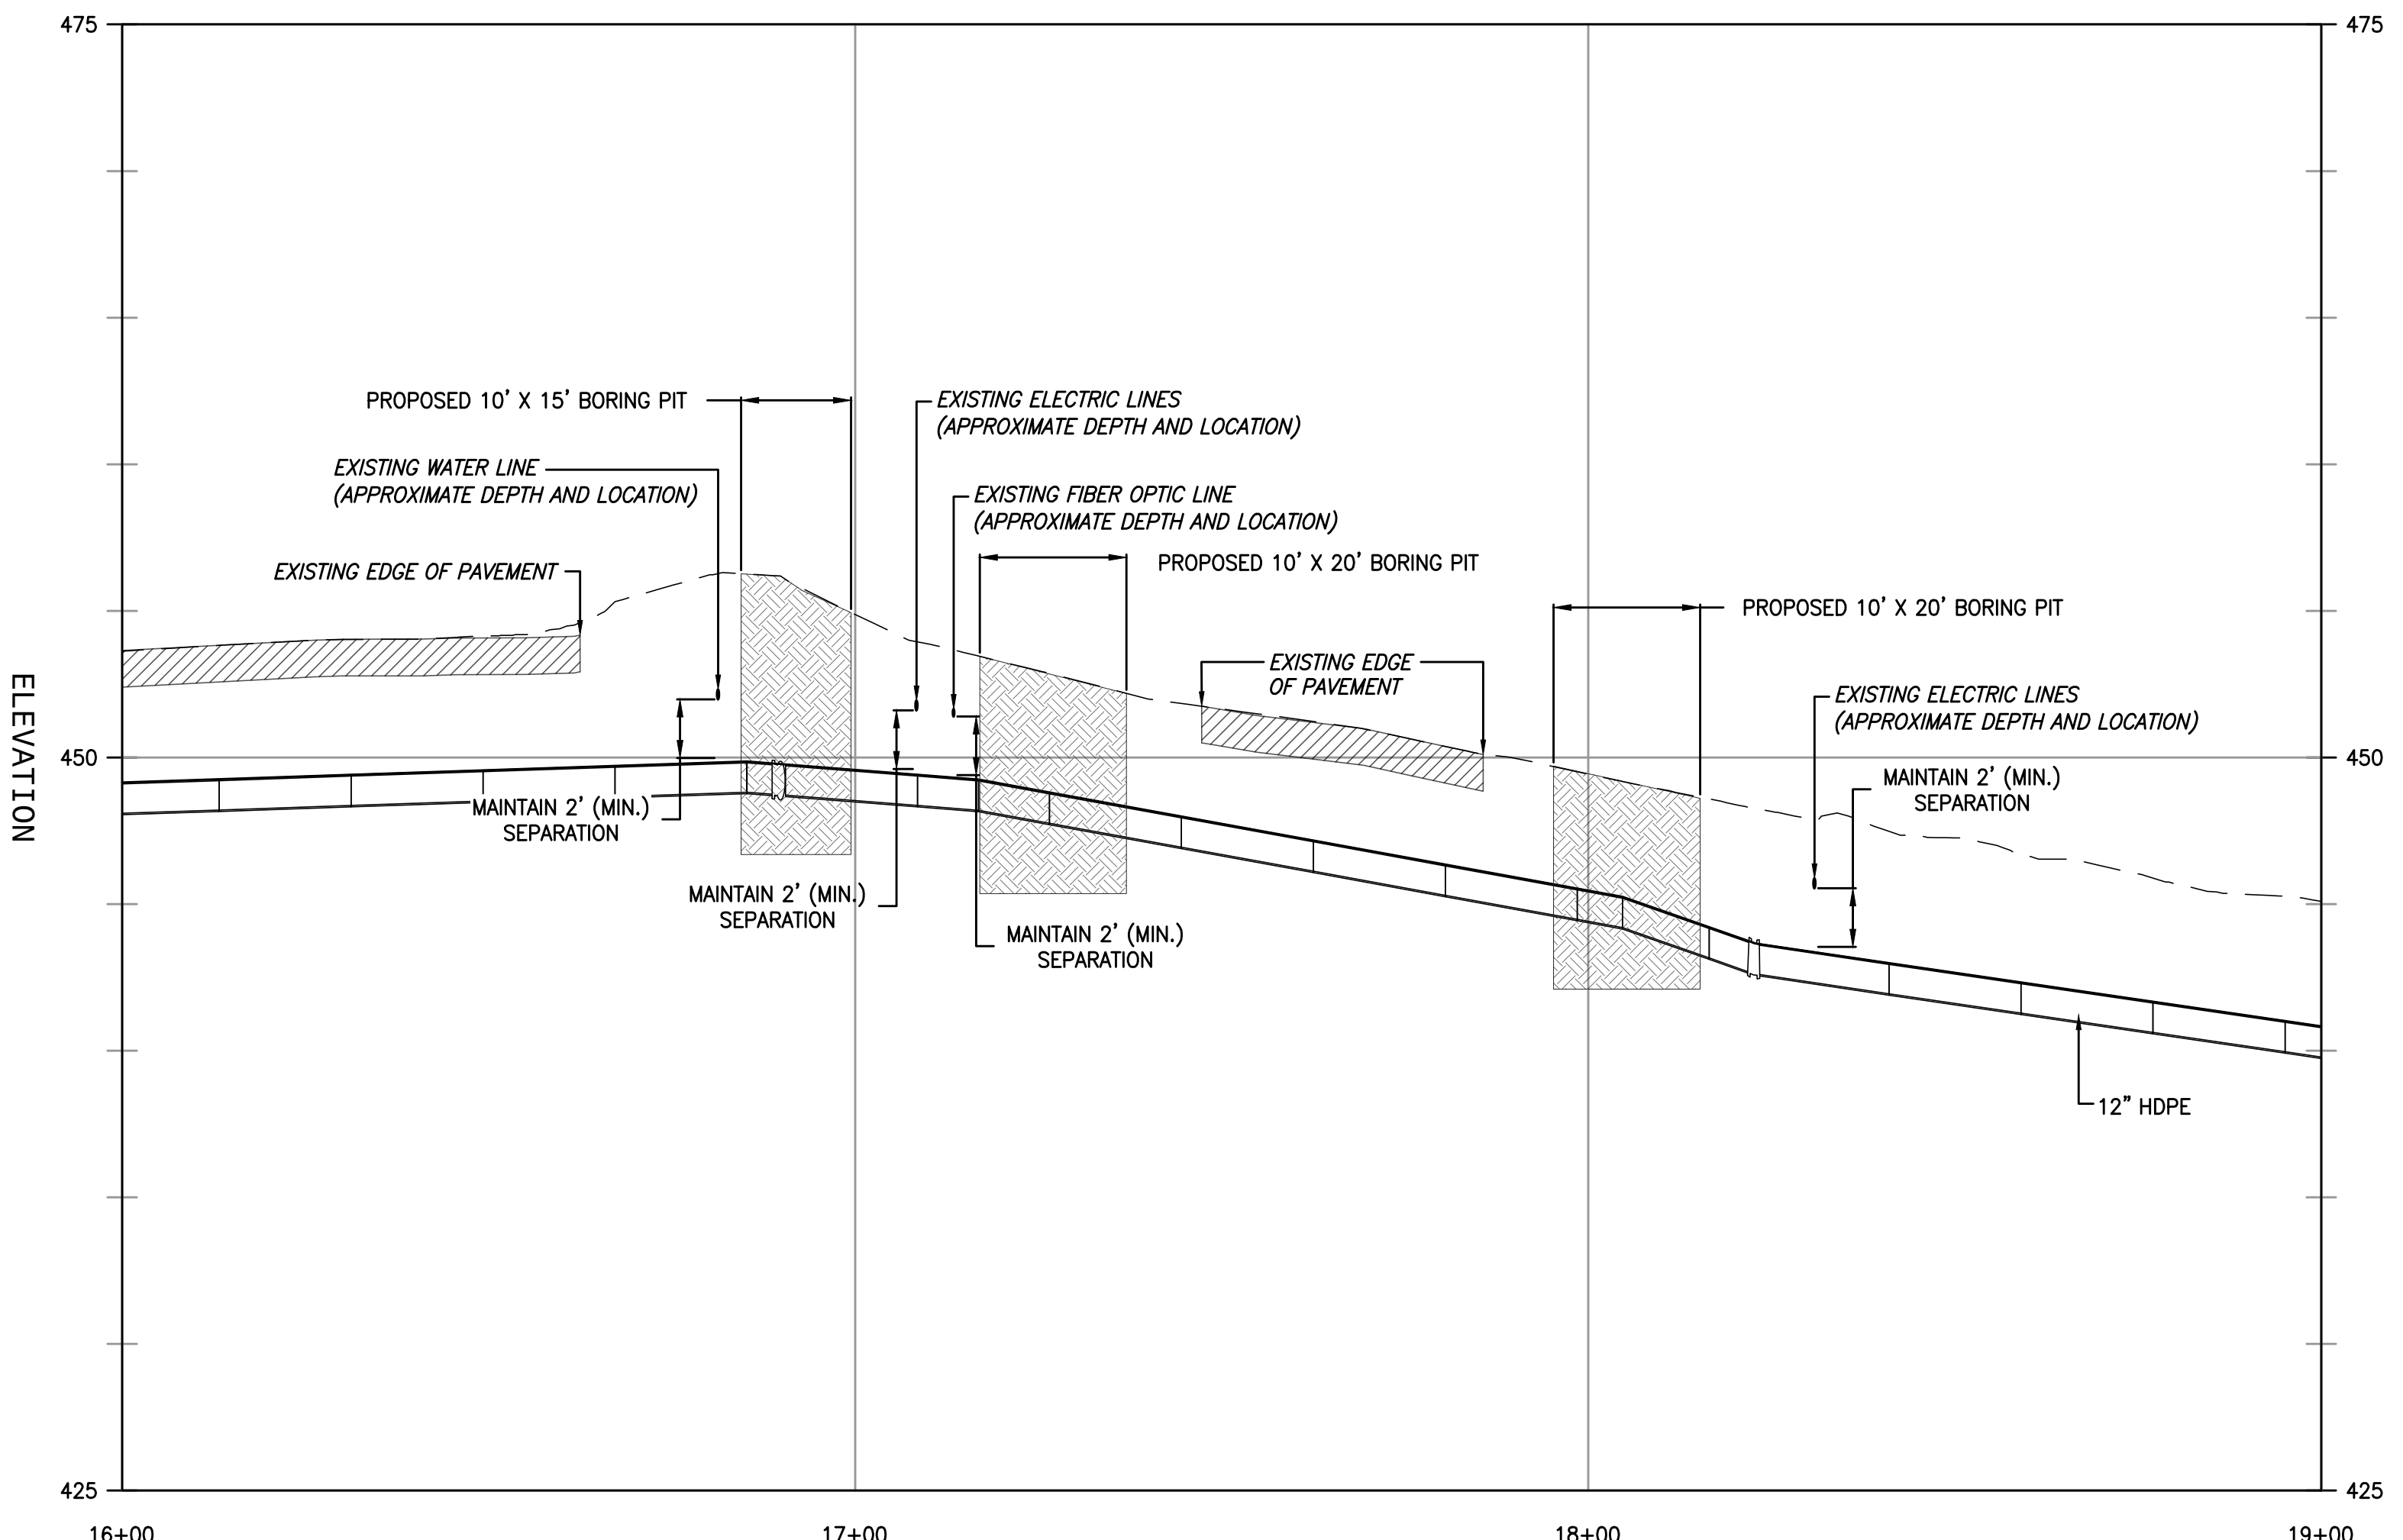 475
475
PROPOSED 10' X 15' BORING PIT
EXISTING ELECTRIC LINES
(APPROXIMATE DEPTH AND LOCATION)
EXISTING WATER LINE
(APPROXIMATE DEPTH AND LOCATION)
EXISTING FIBER OPTIC LINE
(APPROXIMATE DEPTH AND LOCATION)
PROPOSED 10' X 20' BORING PIT
EXISTING EDGE OF PAVEMENT
PROPOSED 10' X 20' BORING PIT
EXISTING EDGE
OF PAVEMENT
EXISTING ELECTRIC LINES
(APPROXIMATE DEPTH AND LOCATION)
ELEVATION
450
450
MAINTAIN 2' (MIN.)
SEPARATION
MAINTAIN 2' (MIN.)
SEPARATION
MAINTAIN 2' (MIN.)
SEPARATION
MAINTAIN 2' (MIN.)
SEPARATION
12" HDPE
425
425
16+00
17+00
18+00
19+00